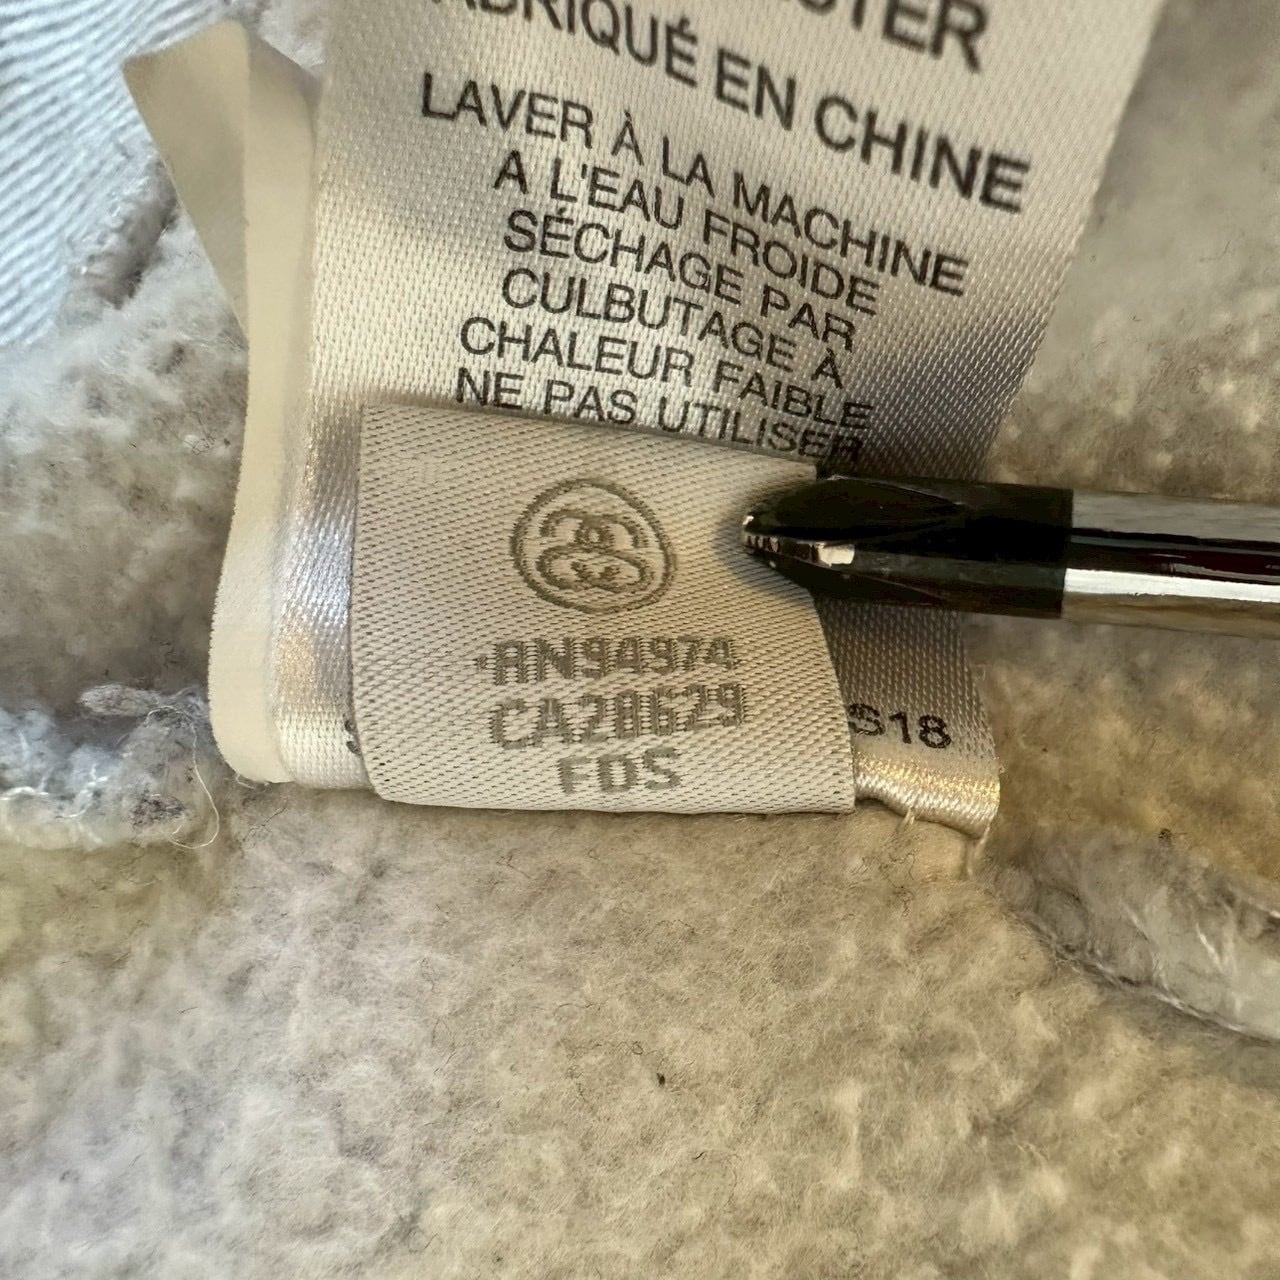 FABRIQUÉ EN CHINE
LAVER À LA MACHINE
A L'EAU FROIDE
SÉCHAGE PAR
CULBUTAGE À
CHALEUR FAIBLE
NE PAS UTILISER
RN94974
CA28629
FDS
S18